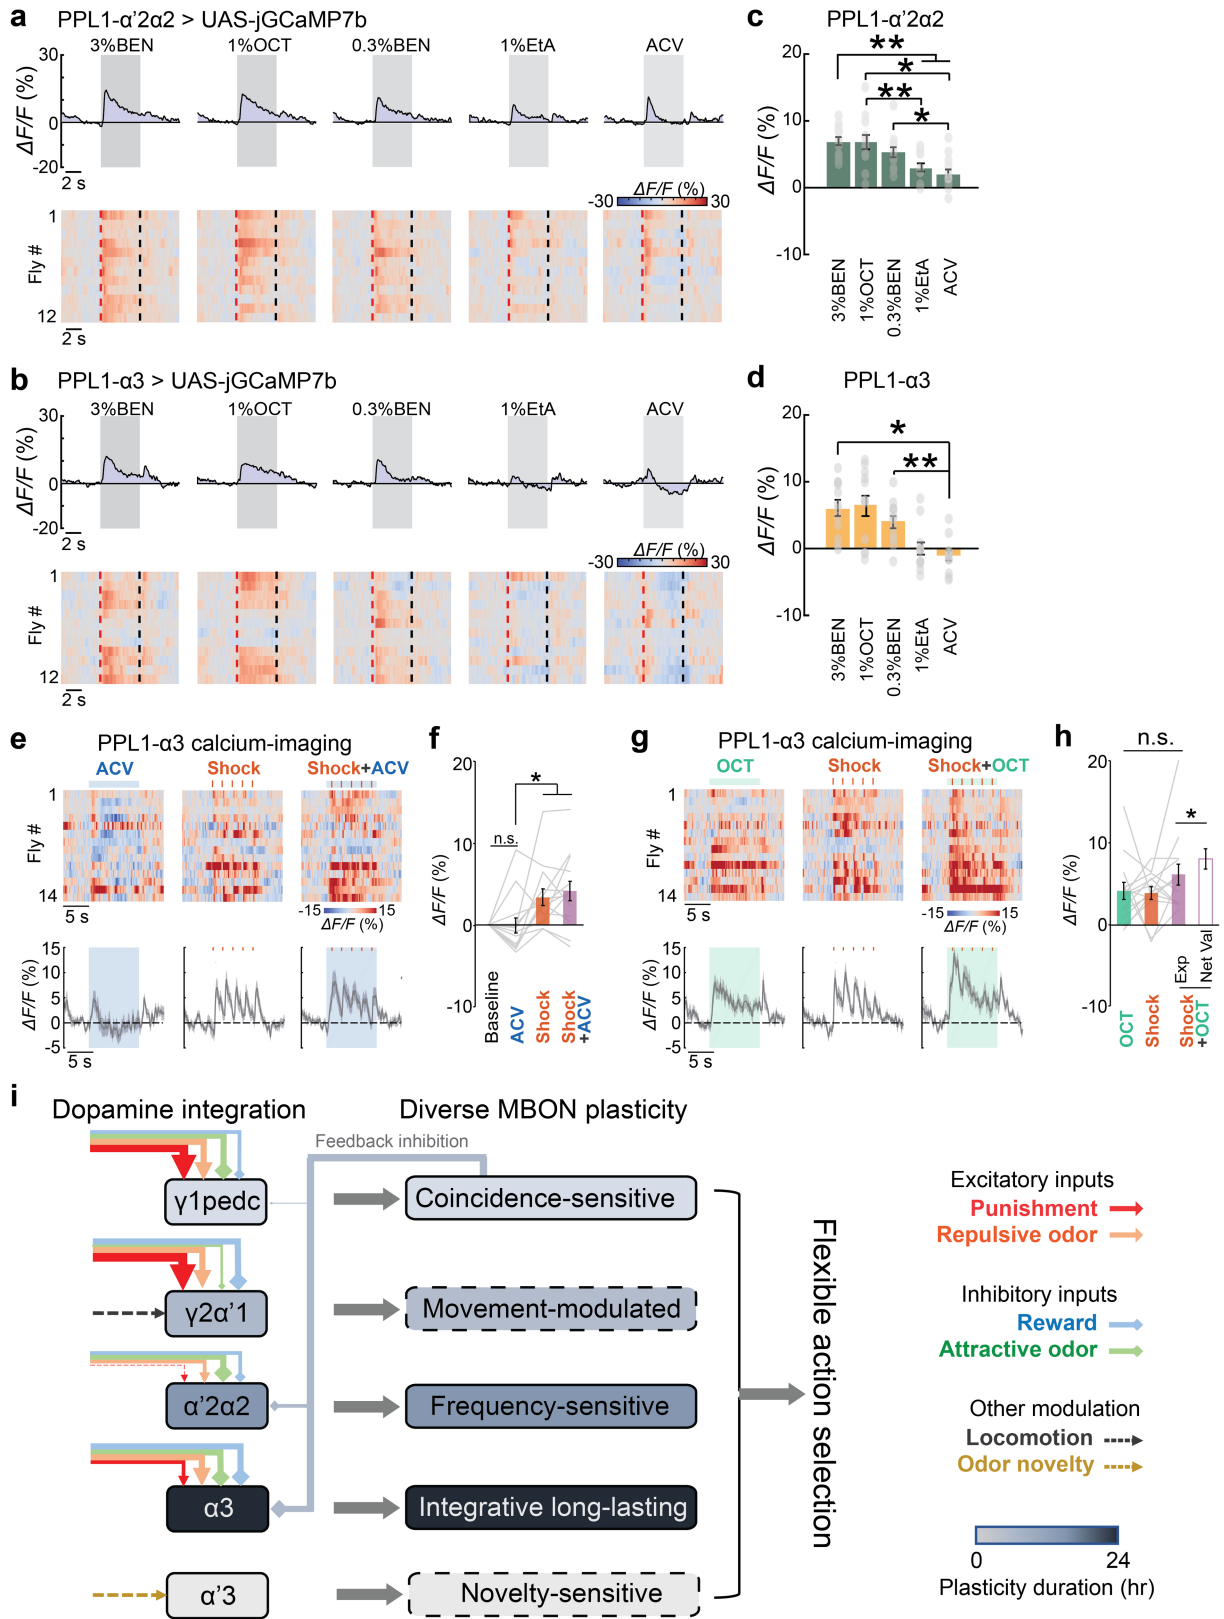 a
PPL1-α'2α2 > UAS-jGCaMP7b
3%BEN 1%OCT 0.3%BEN 1%EtA ACV
ΔF/F (%)
30
0
-20
2 s
ΔF/F (%)
-30 30
Fly #
1
12
2 s
c
PPL1-α'2α2
** * ** *
ΔF/F (%)
20
10
0
-10
3%BEN 1%OCT 0.3%BEN 1%EtA ACV
b
PPL1-α3 > UAS-jGCaMP7b
3%BEN 1%OCT 0.3%BEN 1%EtA ACV
ΔF/F (%)
30
0
-20
2 s
ΔF/F (%)
-30 30
Fly #
1
12
2 s
d
PPL1-α3
* **
ΔF/F (%)
20
10
0
-10
3%BEN 1%OCT 0.3%BEN 1%EtA ACV
e
PPL1-α3 calcium-imaging
ACV Shock Shock+ACV
Fly #
1
14
5 s
-15 15
ΔF/F (%)
ΔF/F (%)
15
10
5
0
-5
5 s
f
n.s. *
ΔF/F (%)
20
10
0
-10
Baseline ACV Shock Shock +ACV
g
PPL1-α3 calcium-imaging
OCT Shock Shock+OCT
Fly #
1
14
5 s
-15 15
ΔF/F (%)
ΔF/F (%)
15
10
5
0
-5
5 s
h
n.s.
*
ΔF/F (%)
20
10
0
-10
Exp Net Val
OCT Shock Shock +OCT
i
Dopamine integration
Diverse MBON plasticity
Feedback inhibition
γ1pedc
Coincidence-sensitive
γ2α'1
Movement-modulated
α'2α2
Frequency-sensitive
α3
Integrative long-lasting
α'3
Novelty-sensitive
Flexible action selection
Excitatory inputs
Punishment
Repulsive odor
Inhibitory inputs
Reward
Attractive odor
Other modulation
Locomotion
Odor novelty
0 24
Plasticity duration (hr)